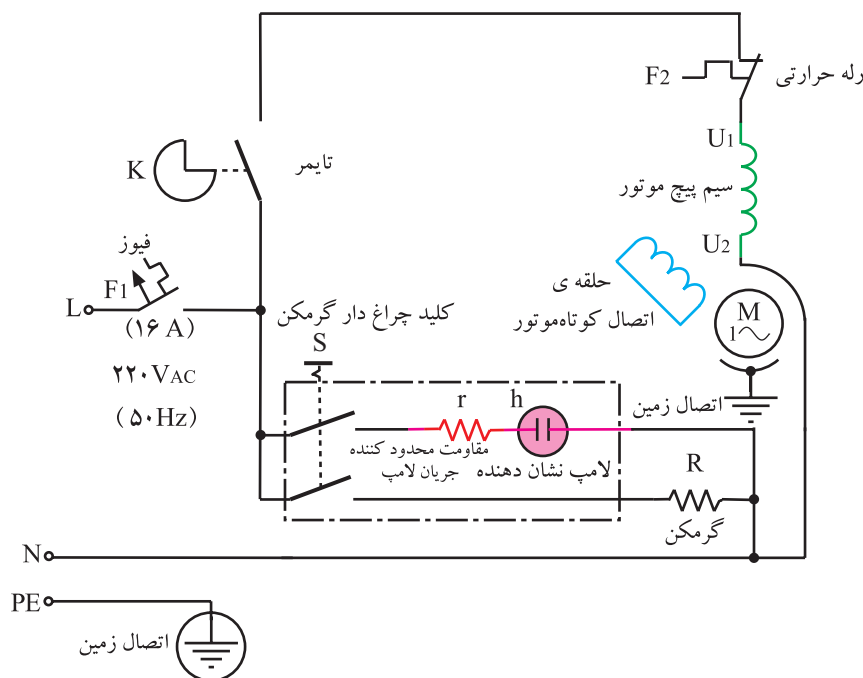 F2
رله حرارتی
U1
سیم پیچ موتور
U2
K
تایمر
فیوز
F1
L
(۱۶ A)
۲۲۰VAC
(۵۰Hz)
حلقه ی
اتصال کوتاه موتور
M
1
کلید چراغ دار گرمکن
S
اتصال زمین
r
h
مقاومت محدود کننده
جریان لامپ
لامپ نشان دهنده
R
گرمکن
N
PE
اتصال زمین